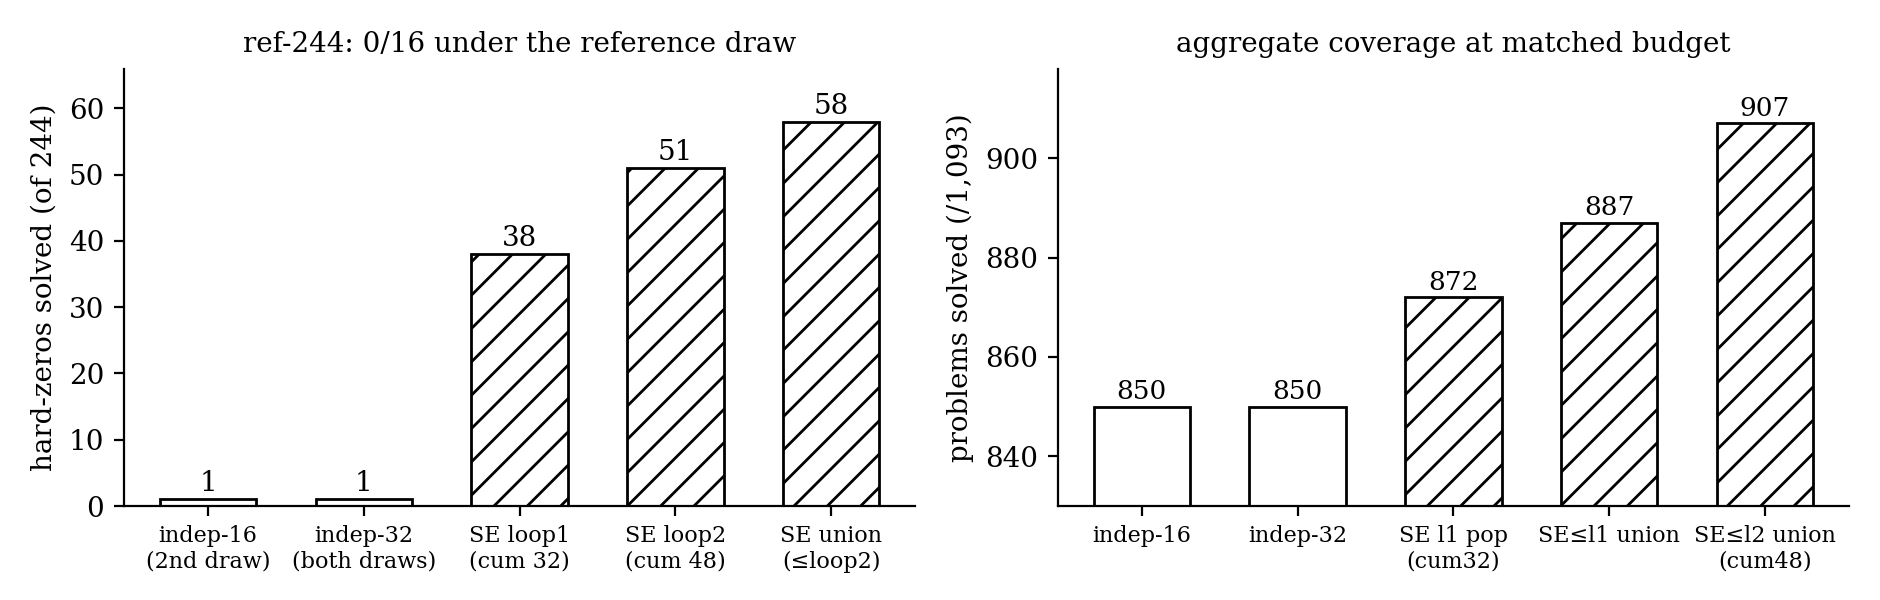 ref-244: 0/16 under the reference draw
hard-zeros solved (of 244)
60
50
40
30
20
10
0
1
1
38
51
58
indep-16
(2nd draw)
indep-32
(both draws)
SE loop1
(cum 32)
SE loop2
(cum 48)
SE union
(≤loop2)
aggregate coverage at matched budget
problems solved (/1,093)
900
880
860
840
850
850
872
887
907
indep-16
indep-32
SE l1 pop
(cum32)
SE≤l1 union
SE≤l2 union
(cum48)